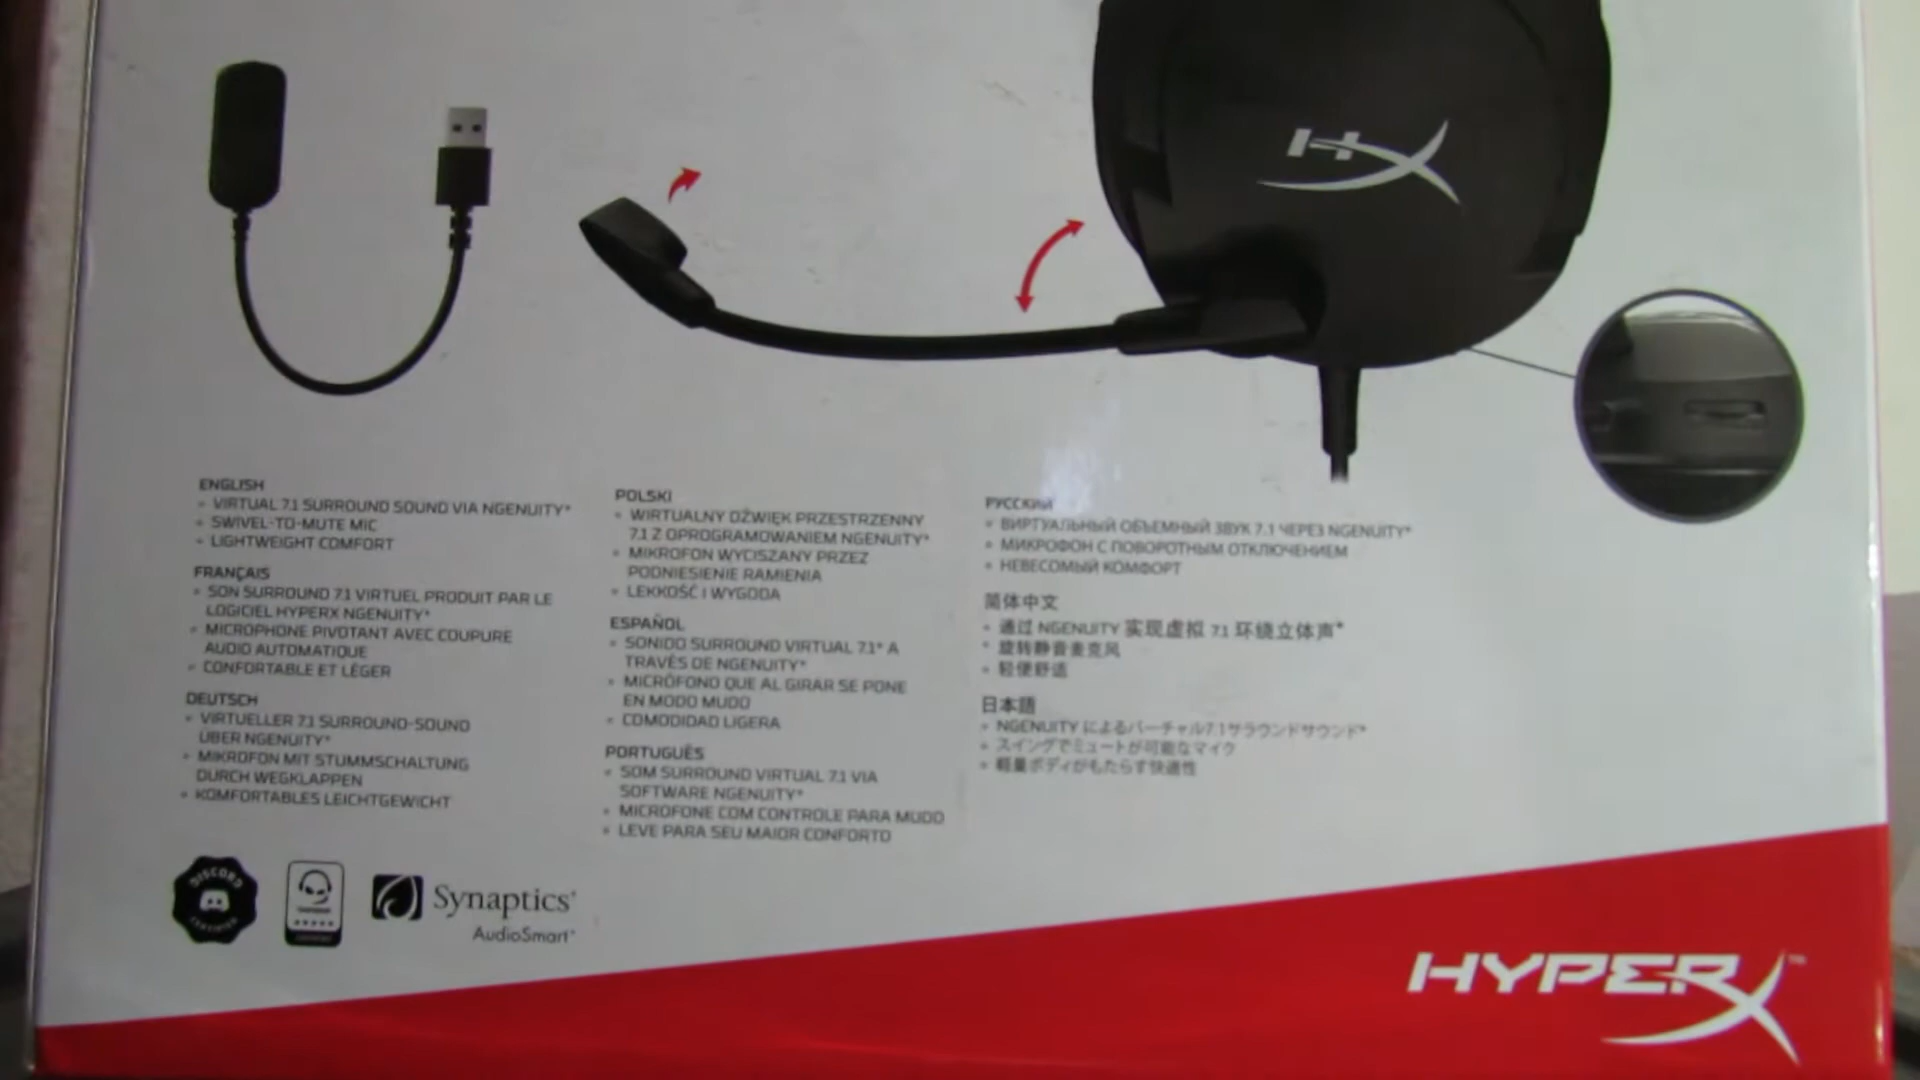 HX
ENGLISH
• VIRTUAL 7.1 SURROUND SOUND VIA NGENUITY*
• SWIVEL-TO-MUTE MIC
• LIGHTWEIGHT COMFORT
FRANÇAIS
• SON SURROUND 7.1 VIRTUEL PRODUIT PAR LE
LOGICIEL HYPERX NGENUITY*
• MICROPHONE PIVOTANT AVEC COUPURE
AUDIO AUTOMATIQUE
• CONFORTABLE ET LÉGER
DEUTSCH
• VIRTUELLER 7.1 SURROUND-SOUND
ÜBER NGENUITY*
• MIKROFON MIT STUMMSCHALTUNG
DURCH WEGKLAPPEN
• KOMFORTABLES LEICHTGEWICHT
POLSKI
• WIRTUALNY DŹWIĘK PRZESTRZENNY
7.1 Z OPROGRAMOWANIEM NGENUITY*
• MIKROFON WYCISZANY PRZEZ
PODNIESIENIE RAMIENIA
• LEKKOŚĆ I WYGODA
ESPAÑOL
• SONIDO SURROUND VIRTUAL 7.1* A
TRAVÉS DE NGENUITY*
• MICRÓFONO QUE AL GIRAR SE PONE
EN MODO MUDO
• COMODIDAD LIGERA
PORTUGUÊS
• SOM SURROUND VIRTUAL 7.1 VIA
SOFTWARE NGENUITY*
• MICROFONE COM CONTROLE PARA MUDO
• LEVE PARA SEU MAIOR CONFORTO
РУССКИЙ
• ВИРТУАЛЬНЫЙ ОБЪЕМНЫЙ ЗВУК 7.1 ЧЕРЕЗ NGENUITY*
• МИКРОФОН С ПОВОРОТНЫМ ОТКЛЮЧЕНИЕМ
• НЕВЕСОМЫЙ КОМФОРТ
简体中文
• 通过 NGENUITY 实现虚拟 7.1 环绕立体声*
• 旋转静音麦克风
• 轻便舒适
日本語
• NGENUITY によるバーチャル7.1サラウンドサウンド*
• スイングでミュートが可能なマイク
• 軽量ボディがもたらす快適性
DISCORD
CERTIFIED
Synaptics
AudioSmart
HYPERX™